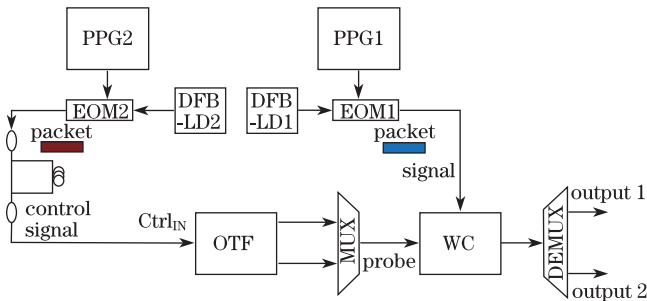 PPG2
PPG1
EOM2
DFB
-LD2
DFB
-LD1
EOM1
packet
packet
signal
control
signal
Ctrl_IN
OTF
MUX
probe
WC
DEMUX
output 1
output 2